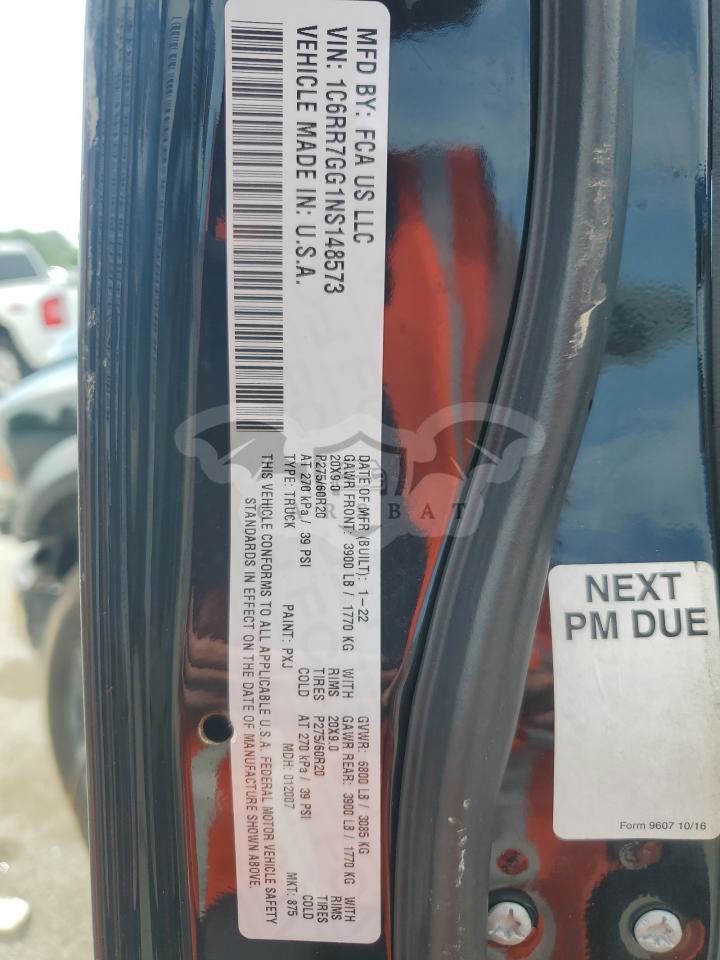 MFD BY: FCA US LLC
VIN: 1C6RR7GG1NS148573
VEHICLE MADE IN: U.S.A.
DATE OF MFR (BUILT): 1-22 GVWR: 6800 LB / 3085 KG
GAWR FRONT: 3900 LB / 1770 KG WITH GAWR REAR: 3900 LB / 1770 KG WITH
20X9.0 RIMS 20X9.0 RIMS
P275/60R20 TIRES P275/60R20 TIRES
AT 270 kPa / 39 PSI COLD AT 270 kPa / 39 PSI COLD
TYPE: TRUCK PAINT: PXJ MDH: 012007 MKT: 875
THIS VEHICLE CONFORMS TO ALL APPLICABLE U.S.A. FEDERAL MOTOR VEHICLE SAFETY
STANDARDS IN EFFECT ON THE DATE OF MANUFACTURE SHOWN ABOVE.
NEXT
PM DUE
Form 9607 10/16